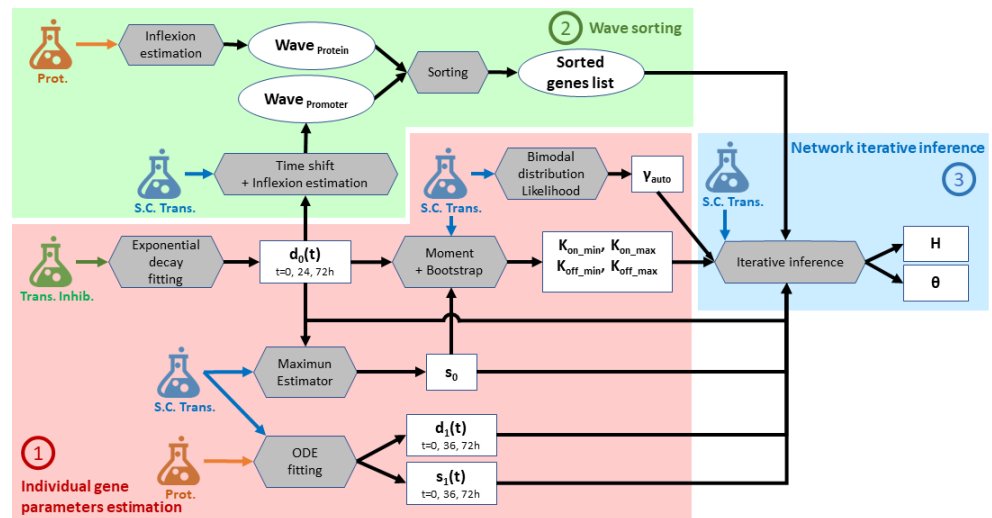 2 Wave sorting
Prot.
Inflexion
estimation
Wave Protein
Wave Promoter
Sorting
Sorted
genes list
S.C. Trans.
Time shift
+ Inflexion estimation
Trans. Inhib.
Exponential
decay
fitting
d0(t)
t=0, 24, 72h
S.C. Trans.
Bimodal
distribution
Likelihood
γauto
Moment
+ Bootstrap
Kon_min, Kon_max
Koff_min, Koff_max
S.C. Trans.
Maximun
Estimator
s0
Prot.
ODE
fitting
d1(t)
t=0, 36, 72h
s1(t)
t=0, 36, 72h
1
Individual gene
parameters estimation
Network iterative inference
3
S.C. Trans.
Iterative inference
H
θ